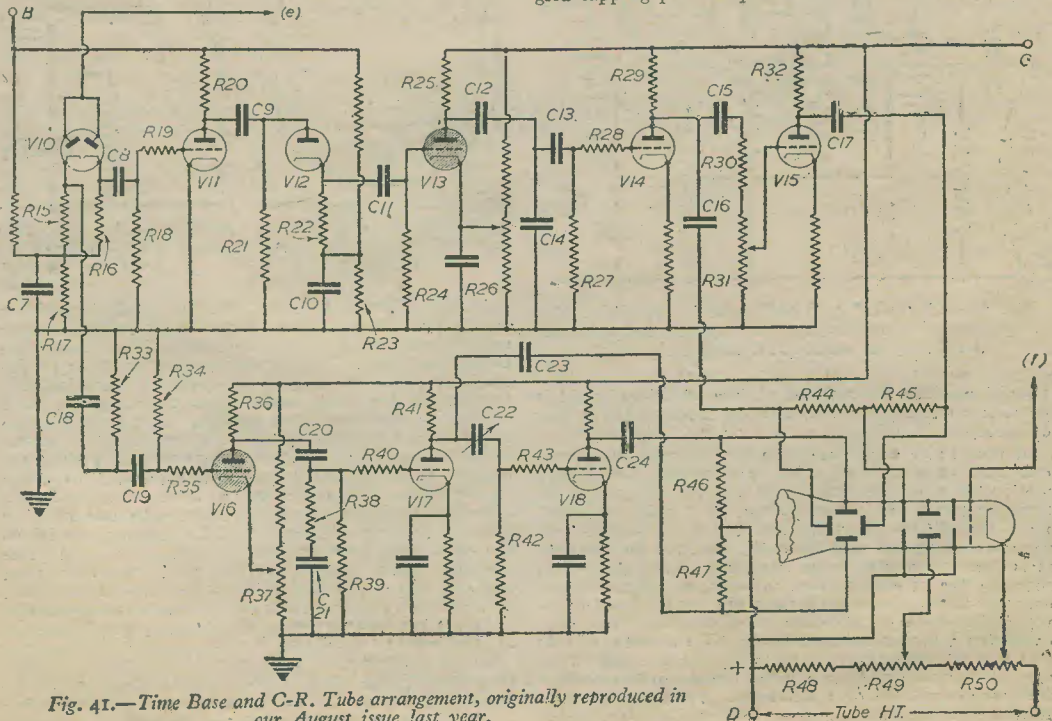 B
(e)
G
R20
C9
R25
C12
R29
C15
R32
C17
C13
V10
C8
R19
V11
V12
V13
R28
V14
R30
V15
C11
C16
R15
R16
R18
R21
R22
C14
C7
R24
R26
R27
R31
C10
R17
R23
R33
R34
C23
(f)
C18
R36
R41
R44
R45
C20
C22
C24
R40
R43
C19
R35
V16
R38
V17
V18
R46
R42
R39
R47
R37
C
21
+
R48
R49
R50
D
Tube H.T.
Fig. 41.—Time Base and C-R. Tube arrangement, originally reproduced in
our August issue last year.